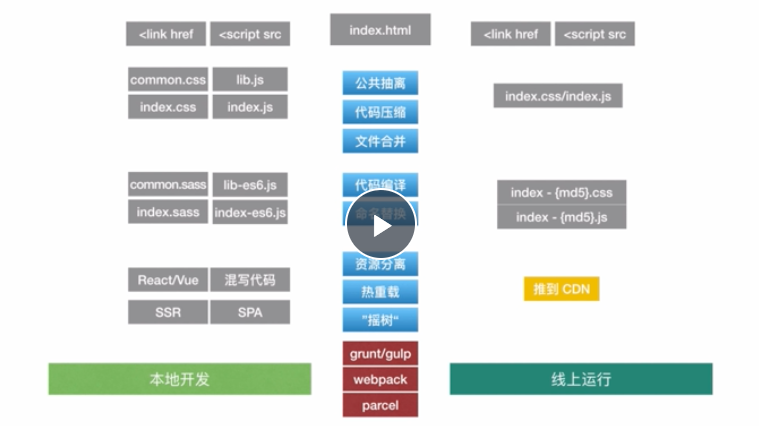 <link href <script src index.html <link href <script src
common.css lib.js
index.css index.js
公共抽离
代码压缩
文件合并
index.css/index.js
common.sass lib-es6.js
index.sass index-es6.js
代码编译
index - {md5}.css
index - {md5}.js
React/Vue 混写代码
SSR SPA
资源分离
热重载
"摇树“
推到 CDN
grunt/gulp
webpack
parcel
本地开发
线上运行